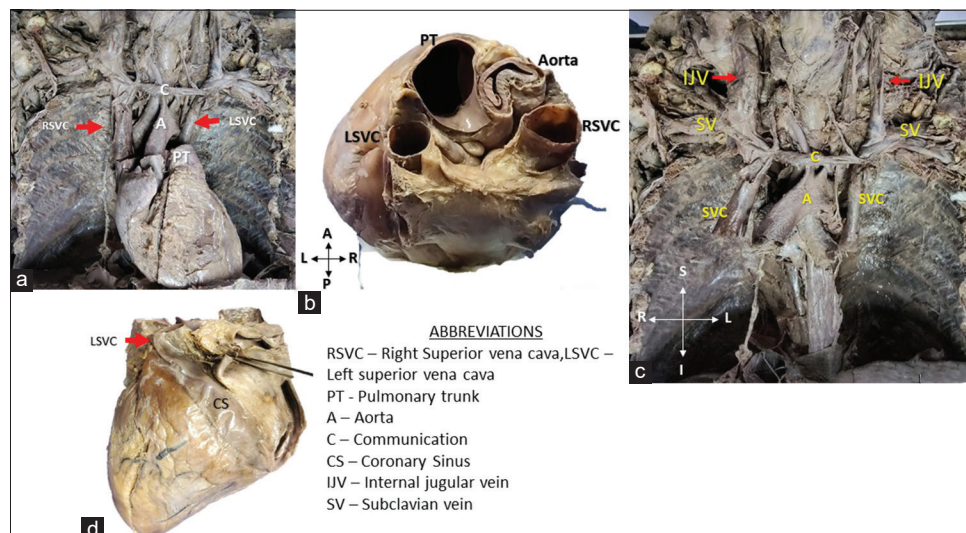 C
RSVC
A
LSVC
PT
a
PT
Aorta
LSVC
RSVC
A
L R
P
b
IJV
IJV
SV
SV
C
A
SVC
SVC
S
R L
I
c
LSVC
CS
d
ABBREVIATIONS
RSVC – Right Superior vena cava,LSVC –
Left superior vena cava
PT - Pulmonary trunk
A – Aorta
C – Communication
CS – Coronary Sinus
IJV – Internal jugular vein
SV – Subclavian vein